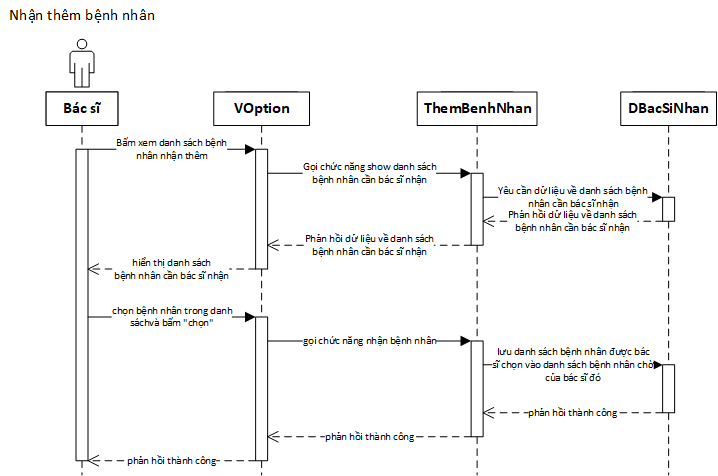 Nhận thêm bệnh nhân
Bác sĩ
VOption
ThemBenhNhan
DBacSiNhan
Bấm xem danh sách bệnh
nhân nhận thêm
Gọi chức năng show danh sách
bệnh nhân cần bác sĩ nhận
Yêu cần dử liệu về danh sách bệnh
nhân cần bác sĩ nhận
Phản hồi dử liệu về danh sách
bệnh nhân cần bác sĩ nhận
Phản hồi dử liệu về danh sách
bệnh nhân cần bác sĩ nhận
hiển thị danh sách
bệnh nhân cần bác sĩ nhận
chọn bệnh nhân trong danh
sáchvà bấm "chọn"
gọi chức năng nhận bệnh nhân
lưu danh sách bệnh nhân được bác
sĩ chọn vào danh sách bệnh nhân chờ
của bác sĩ đó
phản hồi thành công
phản hồi thành công
phản hồi thành công